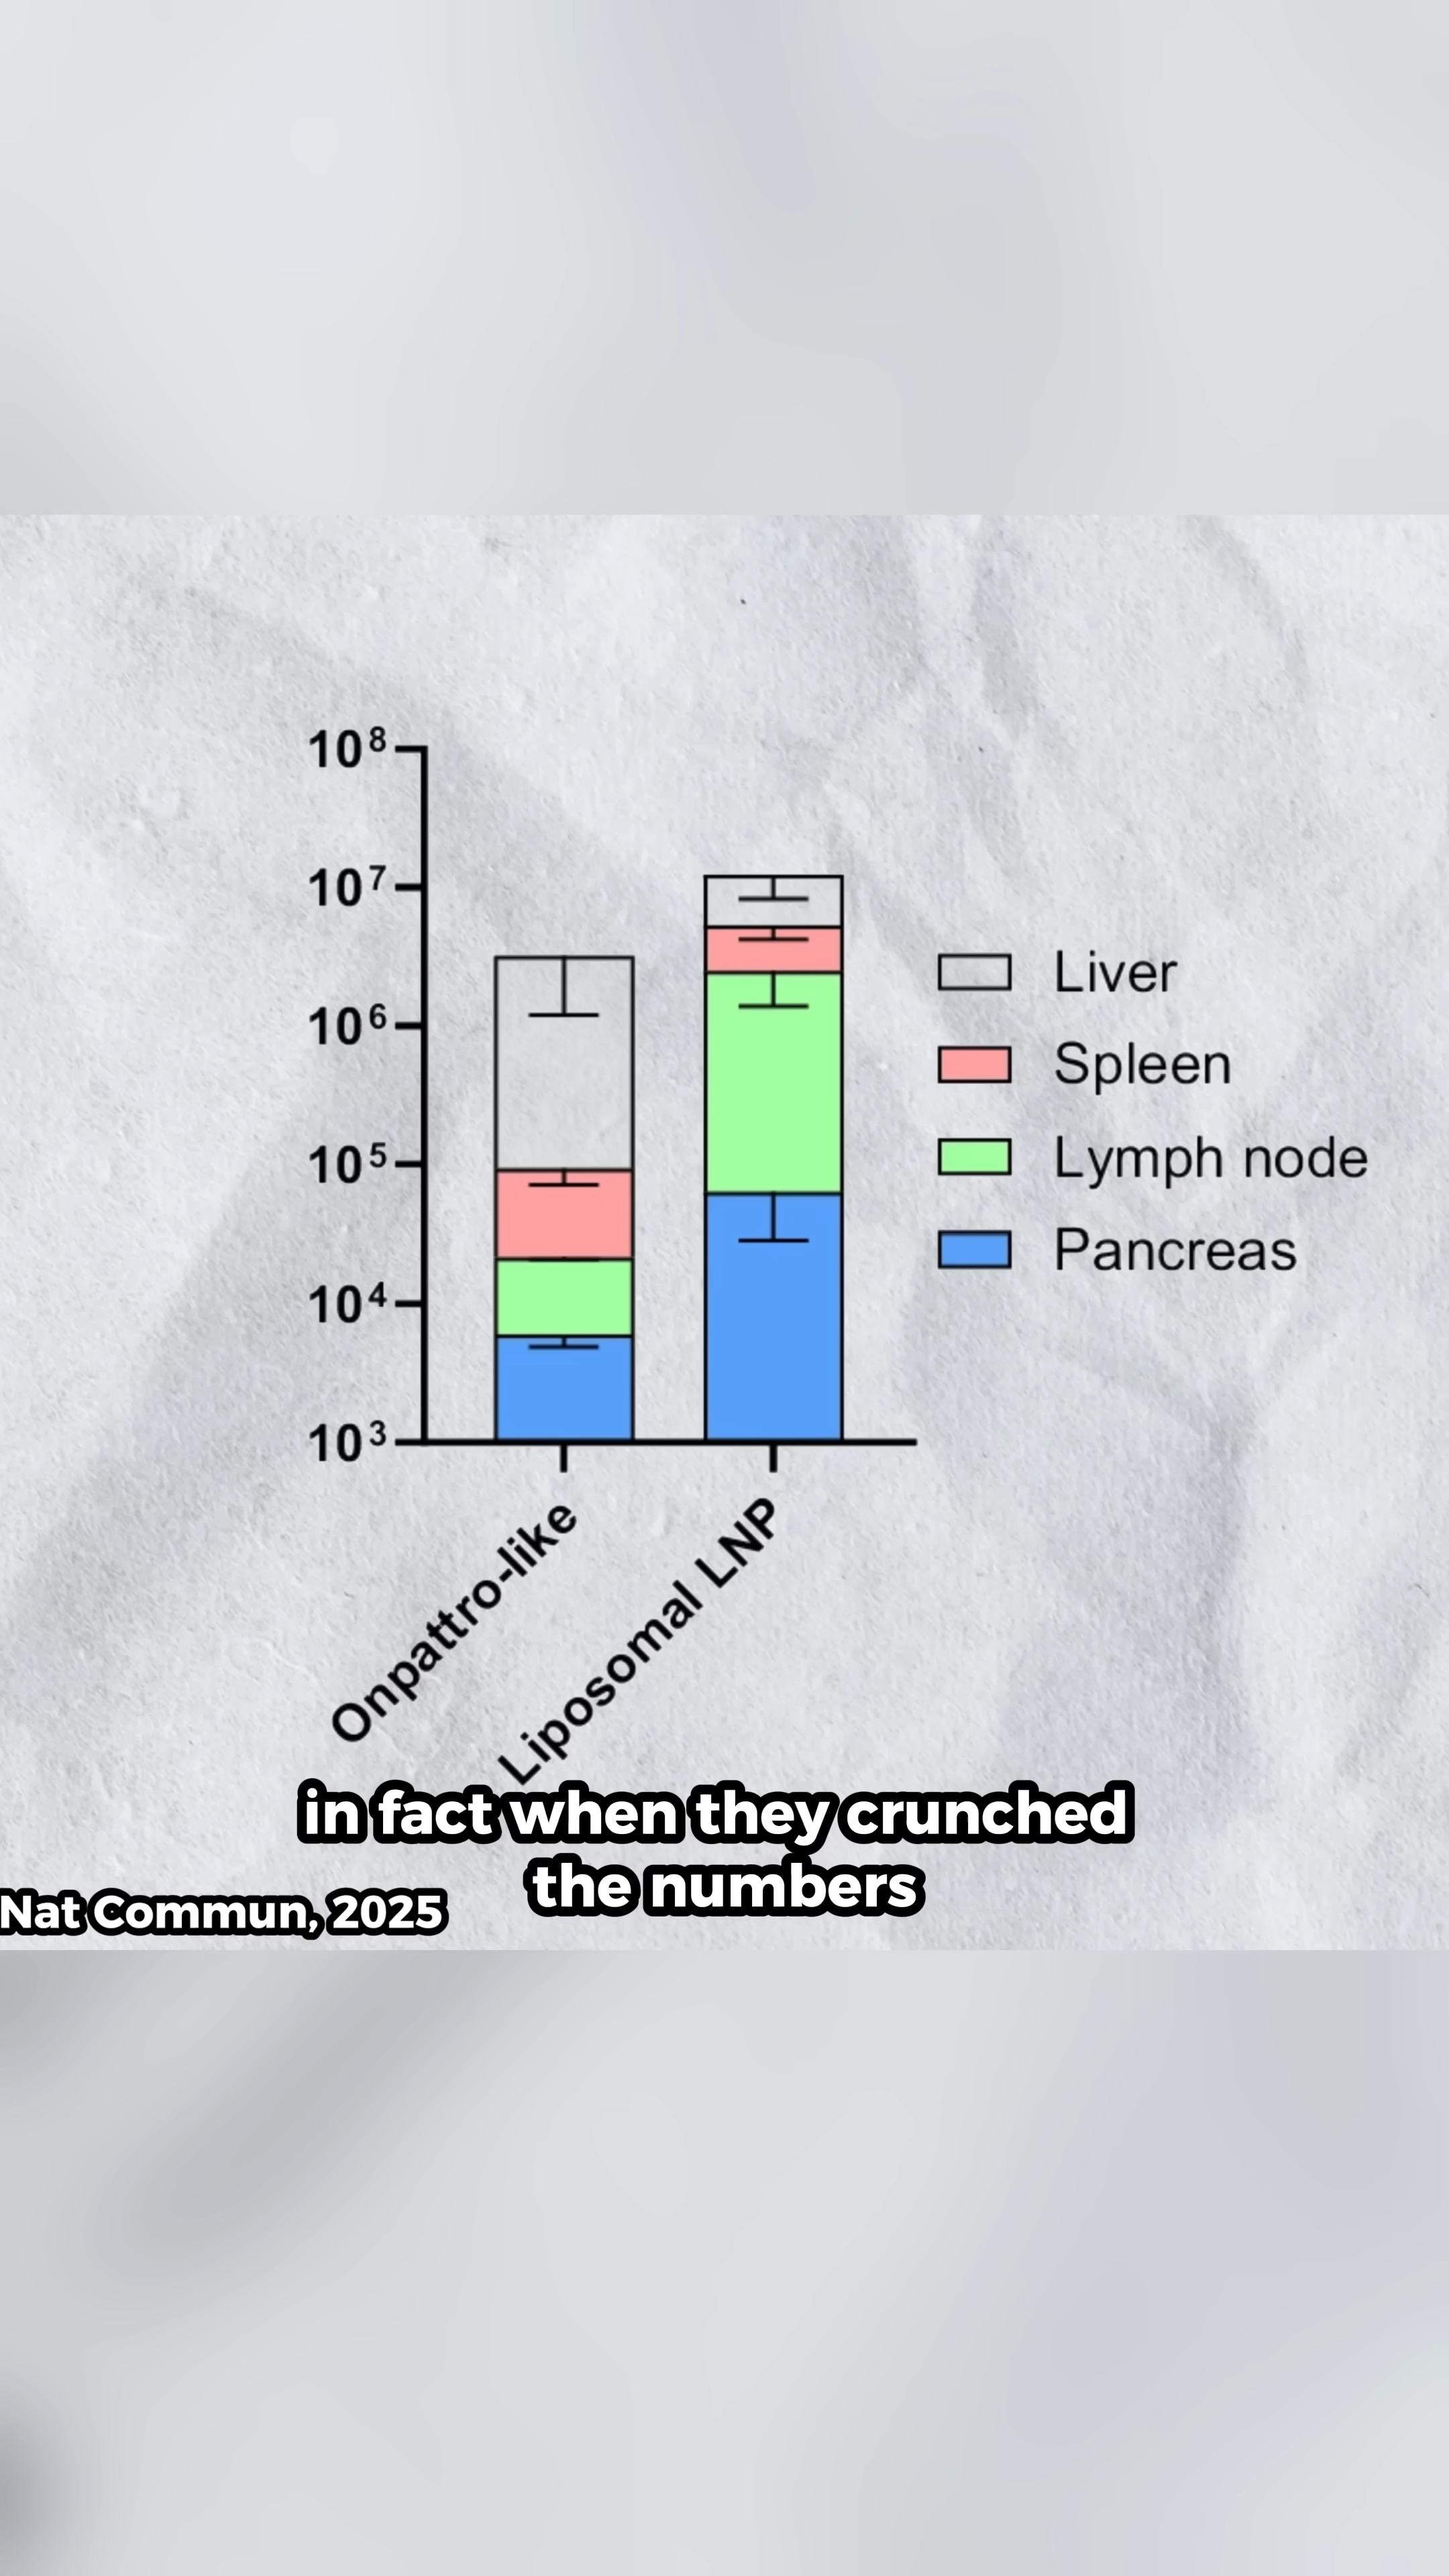 10⁸
10⁷
10⁶
10⁵
10⁴
10³
Liver
Spleen
Lymph node
Pancreas
Onpattro-like
Liposomal LNP
in fact when they crunched
the numbers
Nat Commun, 2025